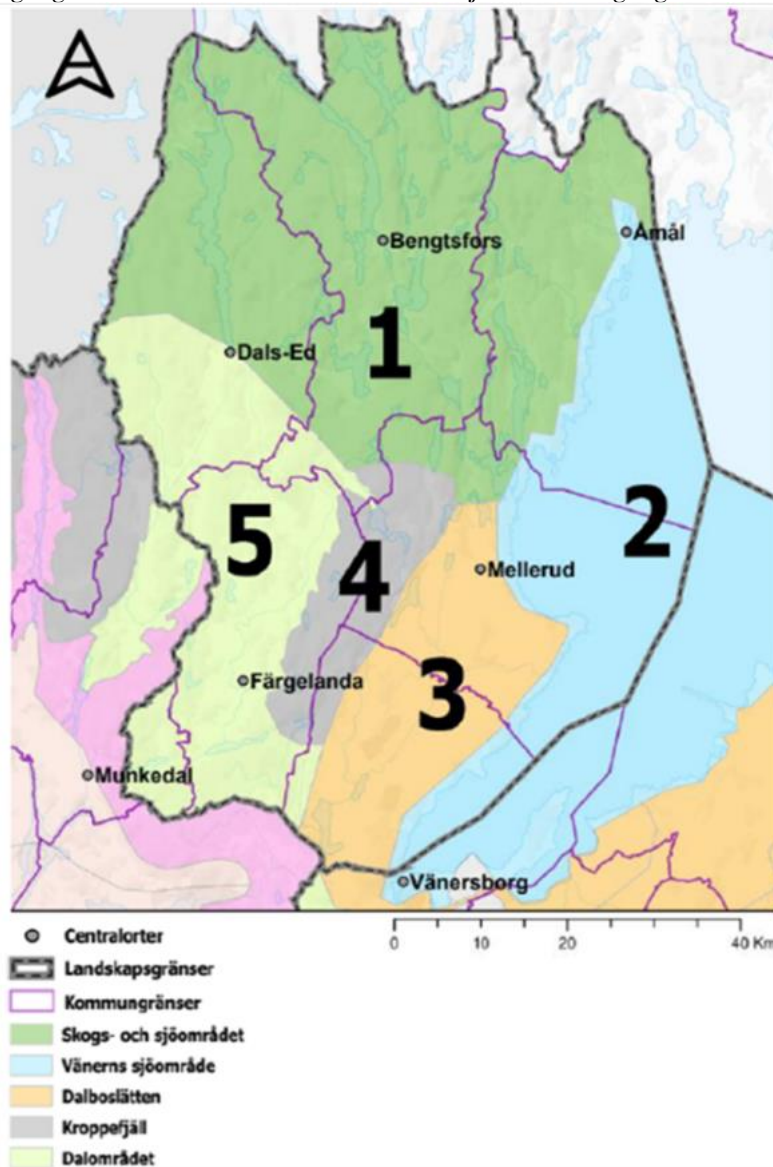 Bengtsfors
Åmål
1
Dals-Ed
5
2
4
Mellerud
Färgelanda
3
Munkedal
Vänersborg
Centralorter
0 10 20 40 Km
Landskapsgränser
Kommungränser
Skogs- och sjöområdet
Vänerns sjöområde
Dalboslätten
Kroppefjäll
Dalområdet